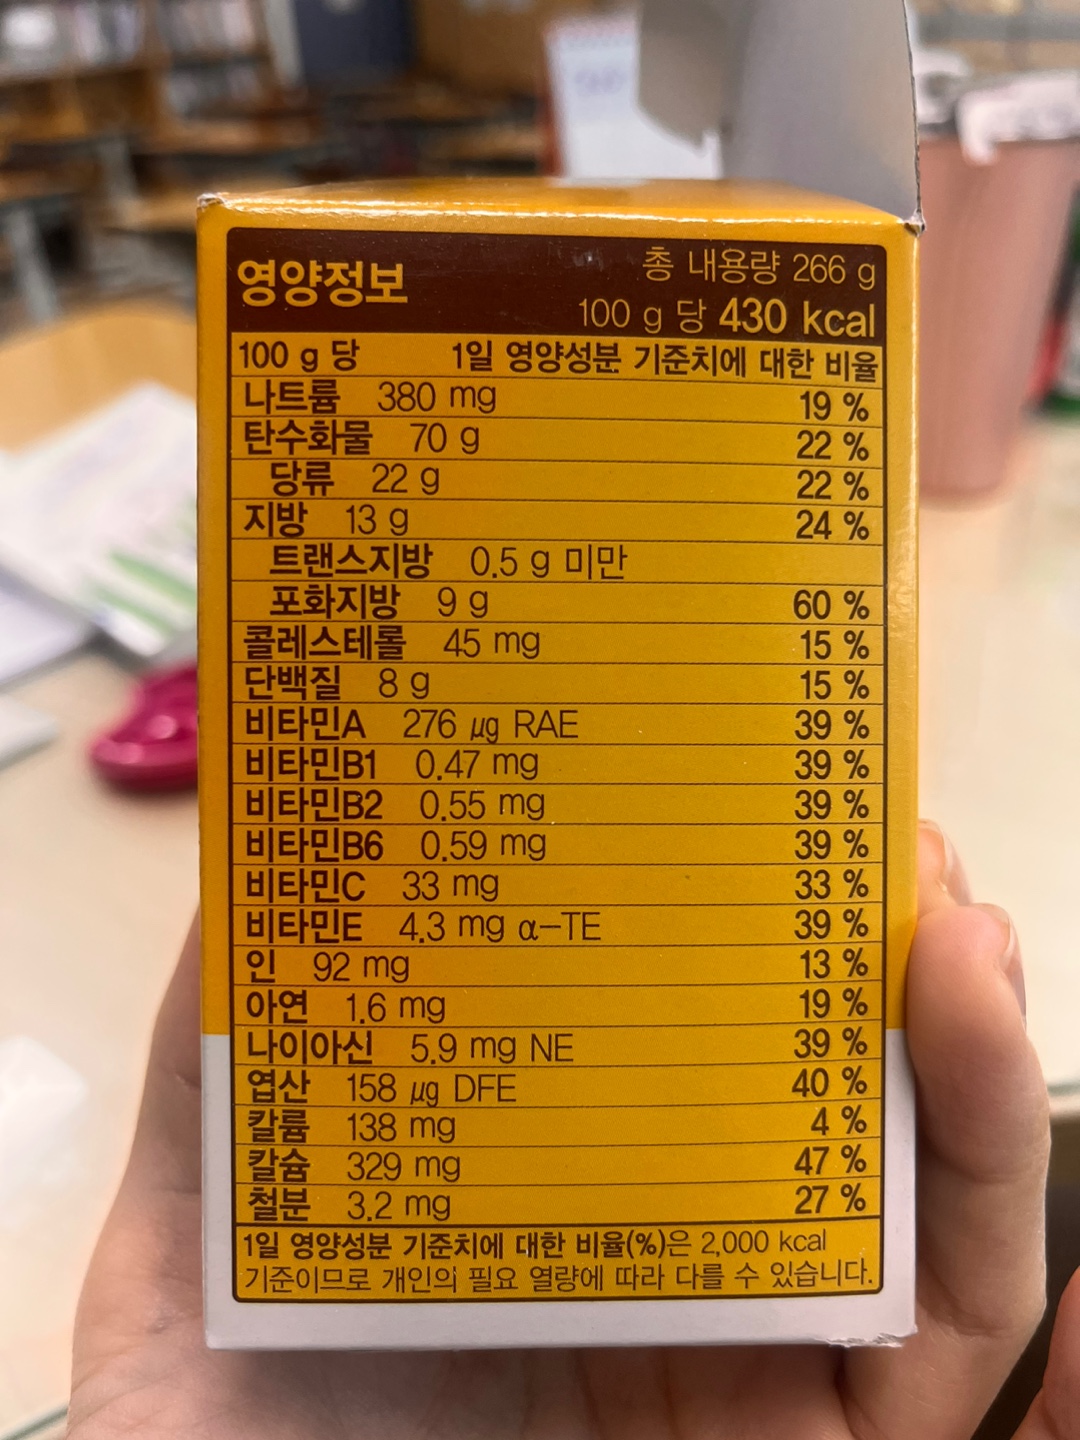 영양정보
총 내용량 266 g
100 g 당 430 kcal
100 g 당 1일 영양성분 기준치에 대한 비율
나트륨 380 mg 19 %
탄수화물 70 g 22 %
당류 22 g 22 %
지방 13 g 24 %
트랜스지방 0.5 g 미만
포화지방 9 g 60 %
콜레스테롤 45 mg 15 %
단백질 8 g 15 %
비타민A 276 μg RAE 39 %
비타민B1 0.47 mg 39 %
비타민B2 0.55 mg 39 %
비타민B6 0.59 mg 39 %
비타민C 33 mg 33 %
비타민E 4.3 mg α-TE 39 %
인 92 mg 13 %
아연 1.6 mg 19 %
나이아신 5.9 mg NE 39 %
엽산 158 μg DFE 40 %
칼륨 138 mg 4 %
칼슘 329 mg 47 %
철분 3.2 mg 27 %
1일 영양성분 기준치에 대한 비율(%)은 2,000 kcal
기준이므로 개인의 필요 열량에 따라 다를 수 있습니다.